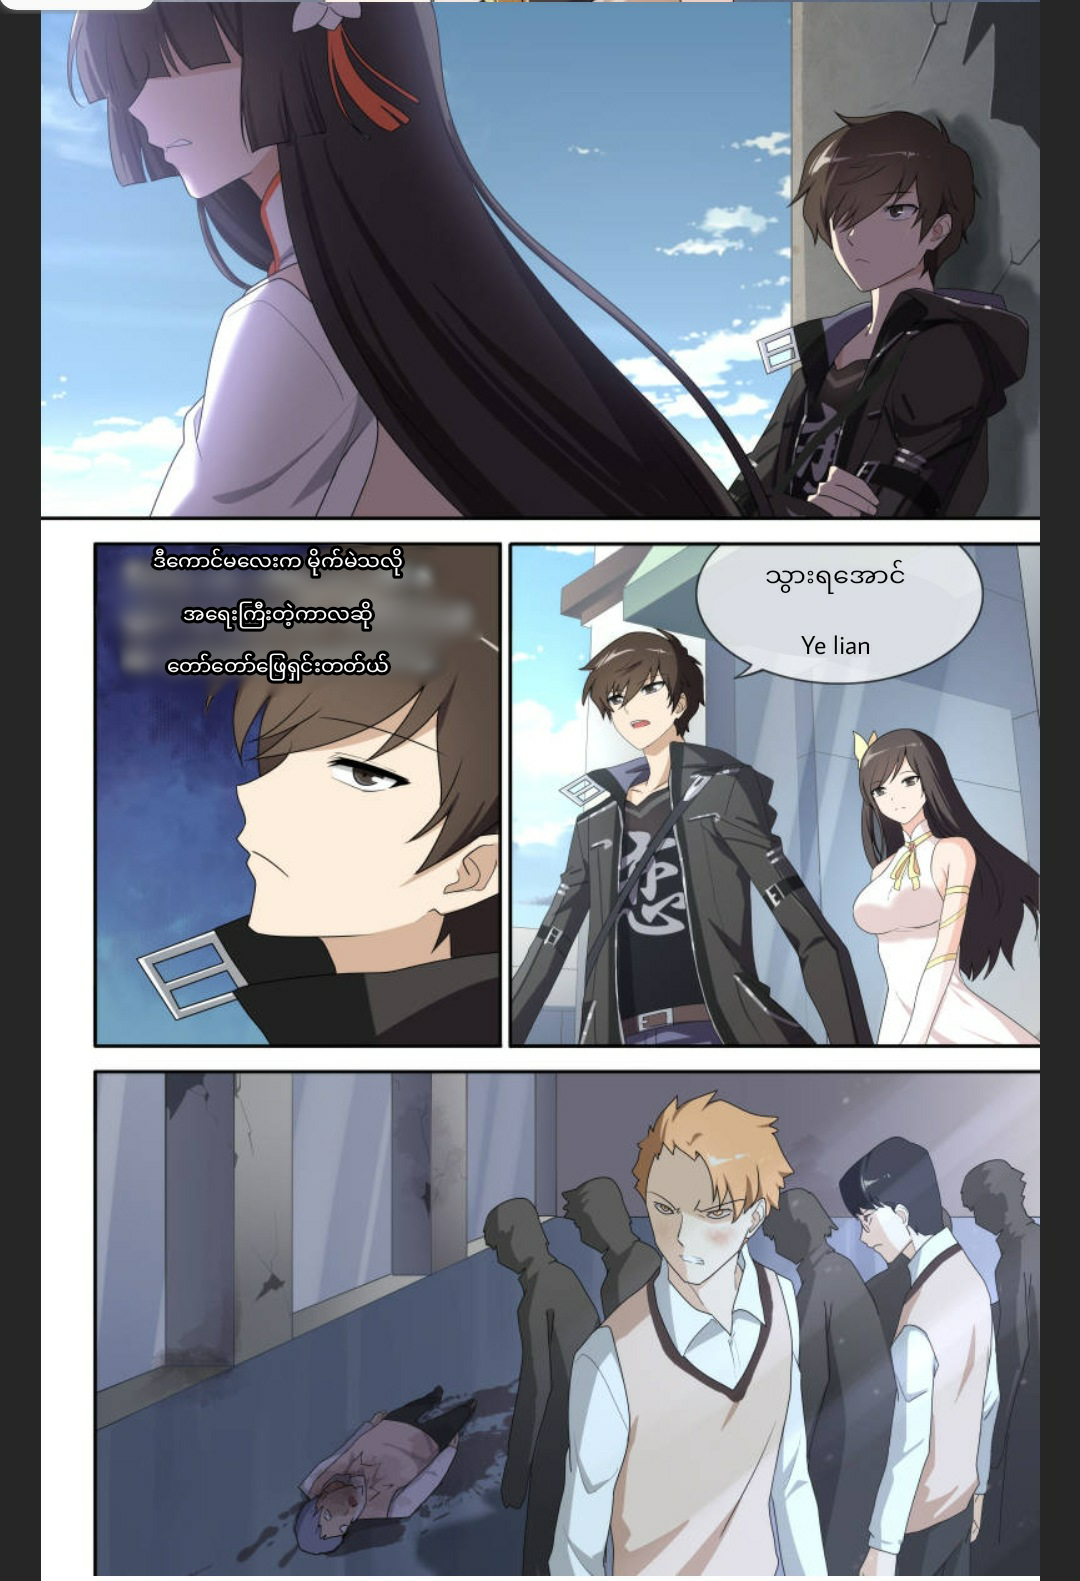 ဒီကောင်မလေးက မိုက်မဲသလို
အရေးကြီးတဲ့ကာလဆို
တော်တော်ဖြေရှင်းတတ်ယ်
သွားရအောင်
Ye lian
忍